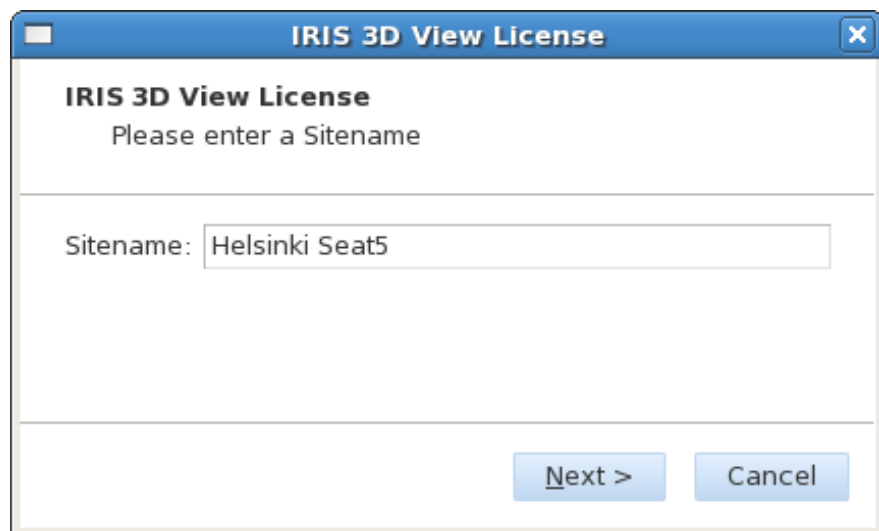 IRIS 3D View License
IRIS 3D View License
Please enter a Sitename
Sitename: Helsinki Seat5
Next > Cancel